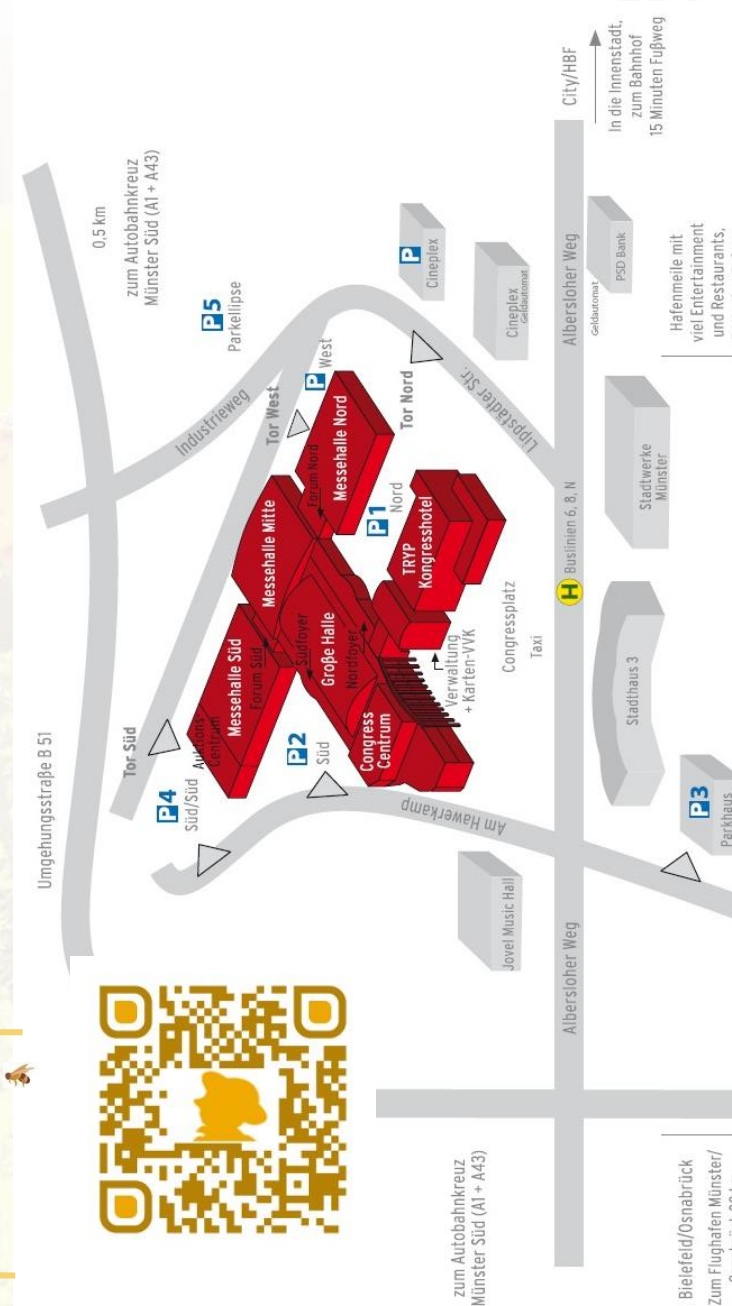 Umgehungsstraße B 51
0,5 km
zum Autobahnkreuz
Münster Süd (A1 + A43)
Tor Süd
P4
Süd/Süd
Industrieweg
P5
Parkellipse
Auktions-
Centrum
Messehalle Süd
Forum Süd
Messehalle Mitte
Tor West
P
West
Forum Nord
Messehalle Nord
P2
Süd
Südfoyer
Große Halle
Nordfoyer
Congress
Centrum
P1
Nord
Tor Nord
P
Cineplex
TRYP
Kongresshotel
Verwaltung
+ Karten-VVK
Am Hawerkamp
Lippstädter Str.
Cineplex
Geldautomat
Jovel Music Hall
Congressplatz
Taxi
zum Autobahnkreuz
Münster Süd (A1 + A43)
Albersloher Weg
H Buslinien 6, 8, N
Albersloher Weg
City/HBF
In die Innenstadt,
zum Bahnhof
15 Minuten Fußweg
Geldautomat
PSD Bank
Stadthaus 3
Stadtwerke
Münster
P3
Parkhaus
Hafenmeile mit
viel Entertainment
und Restaurants,
Bielefeld/Osnabrück
Zum Flughafen Münster/